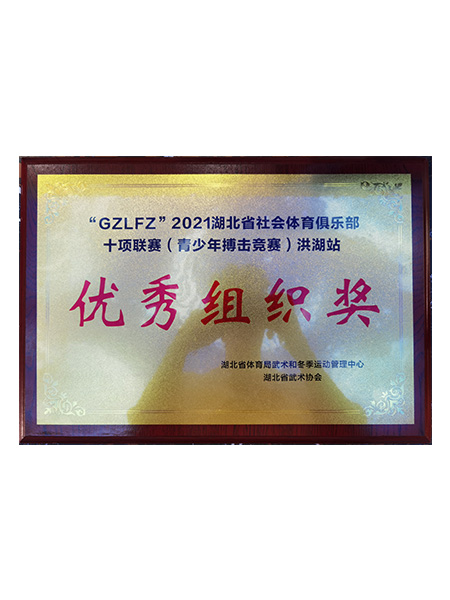 “GZLFZ”2021湖北省社会体育俱乐部
十项联赛（青少年搏击竞赛）洪湖站
优秀组织奖
湖北省体育局武术和冬季运动管理中心
湖北省武术协会